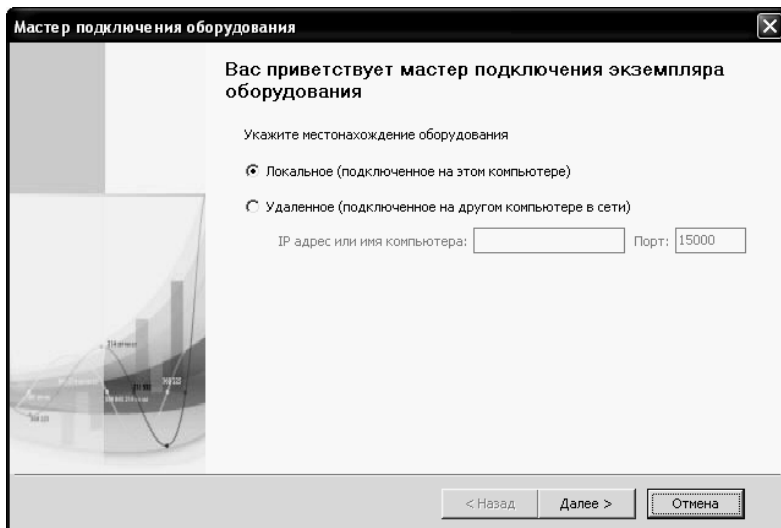 Мастер подключения оборудования
Вас приветствует мастер подключения экземпляра
оборудования
Укажите местонахождение оборудования
Локальное (подключенное на этом компьютере)
Удаленное (подключенное на другом компьютере в сети)
IP адрес или имя компьютера: Порт: 15000
< Назад Далее > Отмена